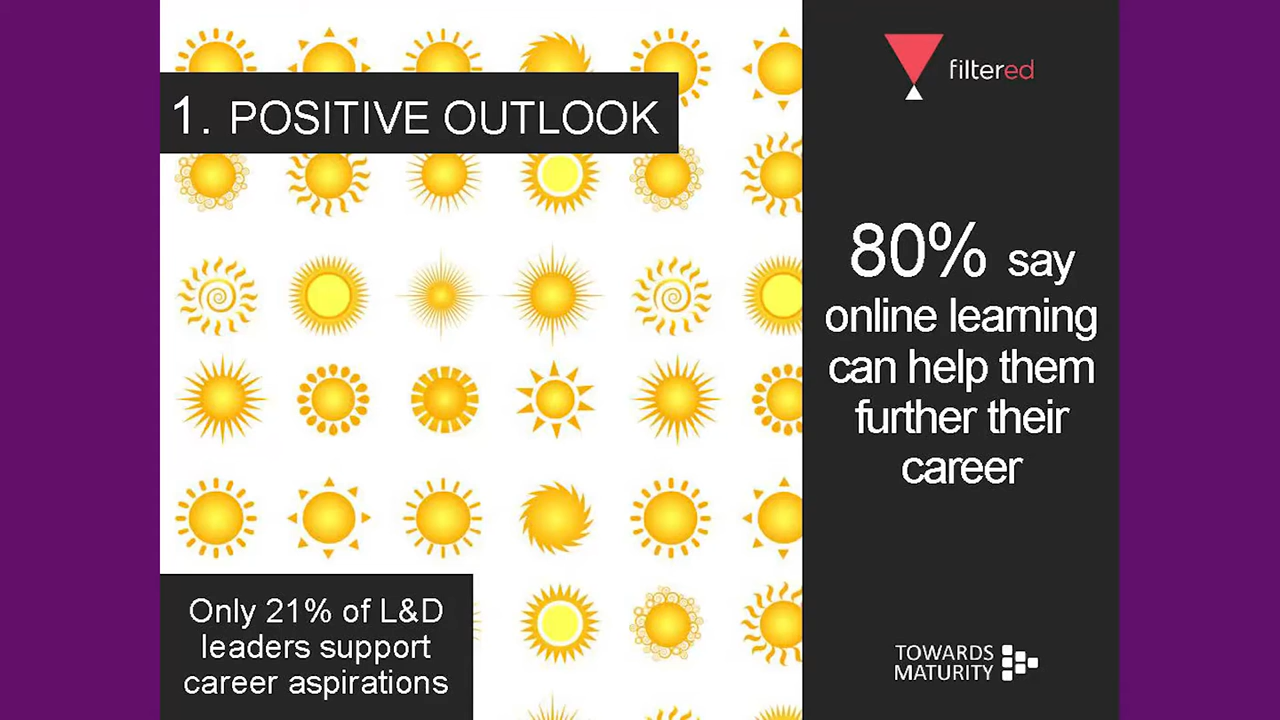 1. POSITIVE OUTLOOK
filtered
80% say
online learning
can help them
further their
career
Only 21% of L&D
leaders support
career aspirations
TOWARDS
MATURITY